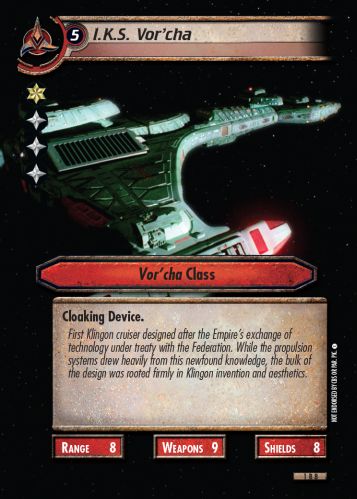 5 I.K.S. Vor'cha
Vor'cha Class
Cloaking Device.
First Klingon cruiser designed after the Empire's exchange of
technology under treaty with the Federation. While the propulsion
systems drew heavily from this newfound knowledge, the bulk of
the design was rooted firmly in Klingon invention and aesthetics.
RANGE 8 WEAPONS 9 SHIELDS 8
188